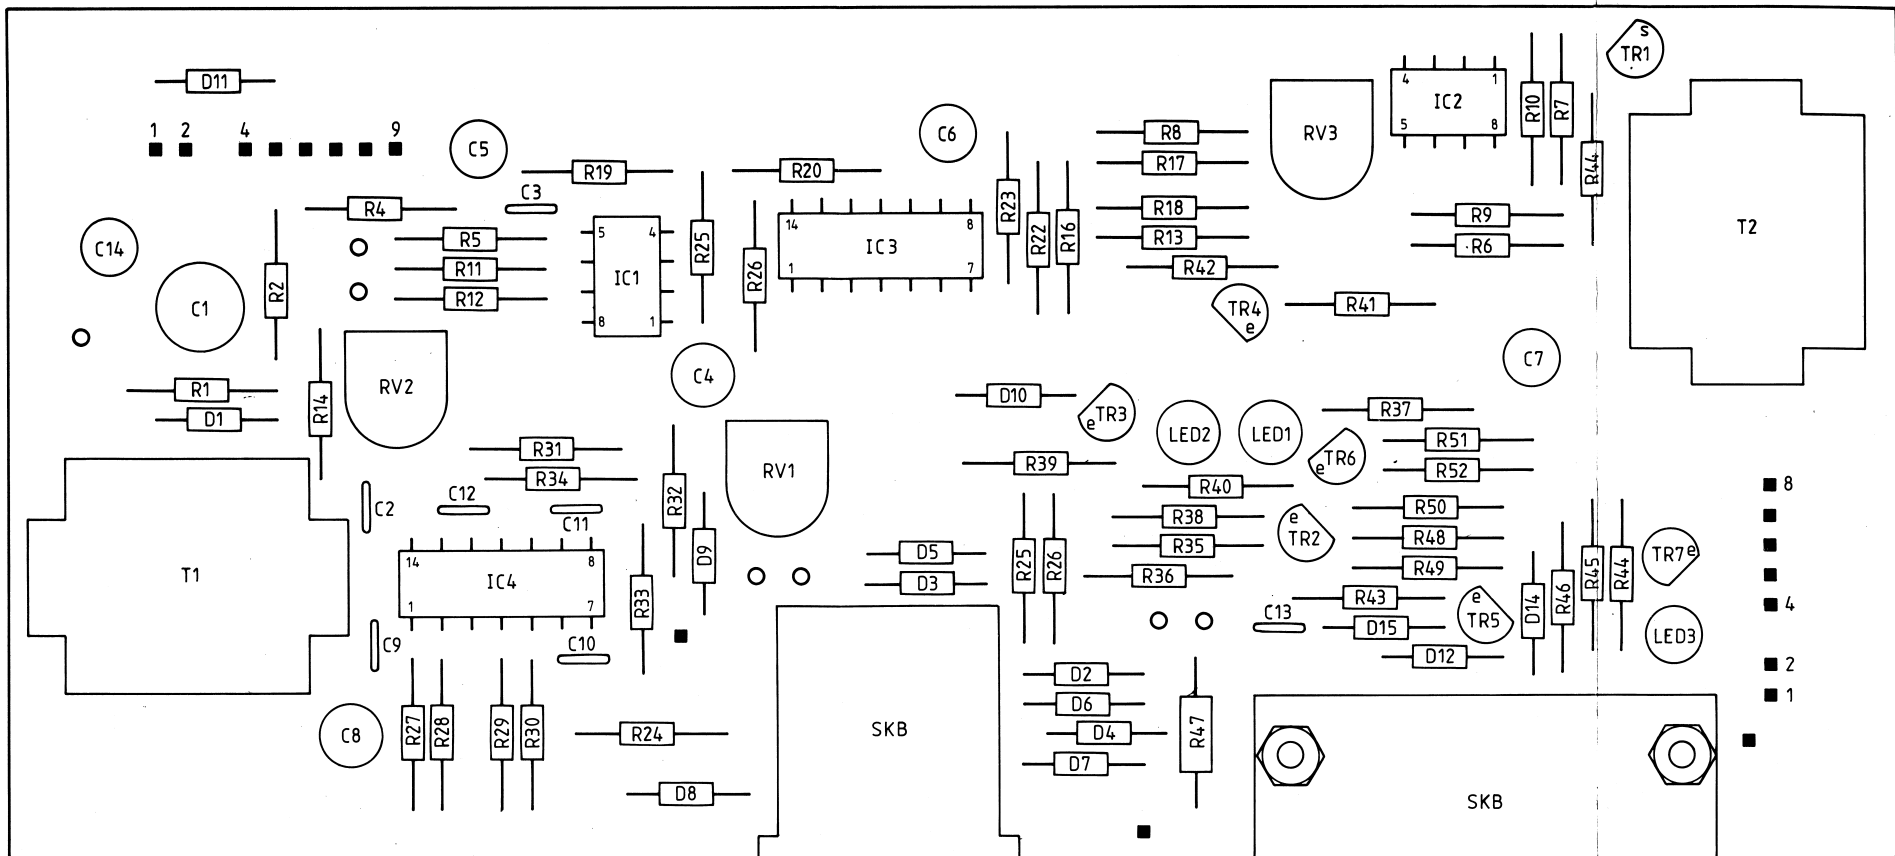 D11
1 2 4 9
C5
C6
R8
RV3
4 1
IC2
5 8
R10
R7
s
TR1
R19
R20
R17
R44
C3
R4
R23
R18
R9
T2
C14
R5
5 4
R25
14 8
IC3
1 7
R22
R16
R13
R6
R2
R11
IC1
R26
R42
C1
R12
8 1
TR4
e
R41
C4
C7
R1
RV2
D10
TR3
e
R37
D1
R14
LED2
LED1
R51
R31
RV1
R39
TR6
e
R52
R34
R32
R40
8
C2
C12
C11
R38
e
TR2
R50
R35
R48
14 8
IC4
1 7
D9
D5
R25
R26
R36
R49
R45
R44
TR7
e
T1
D3
R33
R43
e
TR5
D14
R46
4
C13
D15
LED3
C9
C10
D12
2
D2
1
D6
C8
R27
R28
R29
R30
R24
SKB
D4
R47
D7
D8
SKB